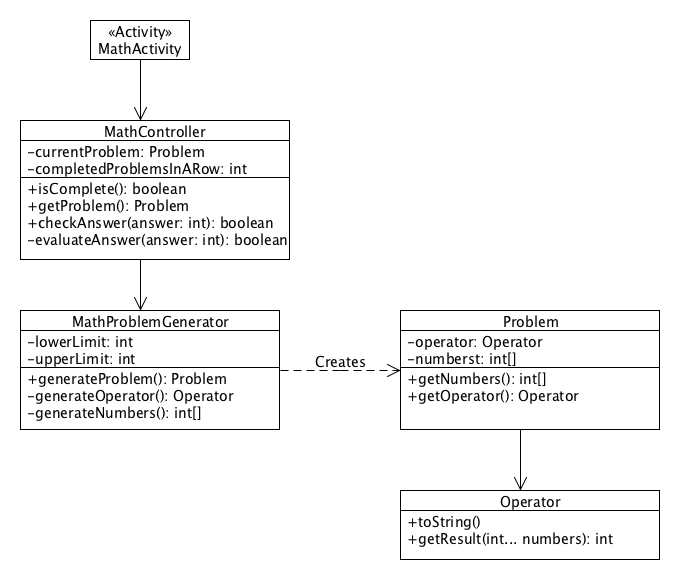 «Activity»
MathActivity
MathController
-currentProblem: Problem
-completedProblemsInARow: int
+isComplete(): boolean
+getProblem(): Problem
+checkAnswer(answer: int): boolean
-evaluateAnswer(answer: int): boolean
MathProblemGenerator
-lowerLimit: int
-upperLimit: int
+generateProblem(): Problem
-generateOperator(): Operator
-generateNumbers(): int[]
Creates
Problem
-operator: Operator
-numberst: int[]
+getNumbers(): int[]
+getOperator(): Operator
Operator
+toString()
+getResult(int... numbers): int